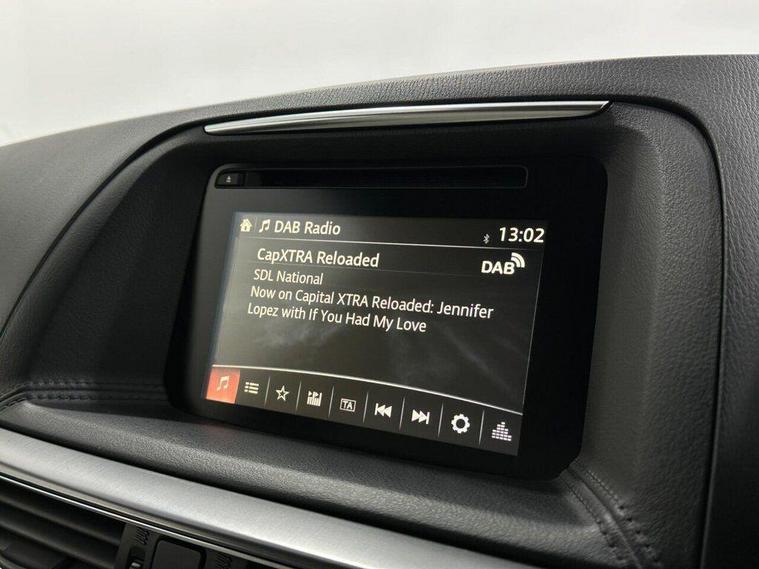 DAB Radio
13:02
CapXTRA Reloaded
DAB
SDL National
Now on Capital XTRA Reloaded: Jennifer
Lopez with If You Had My Love
TA